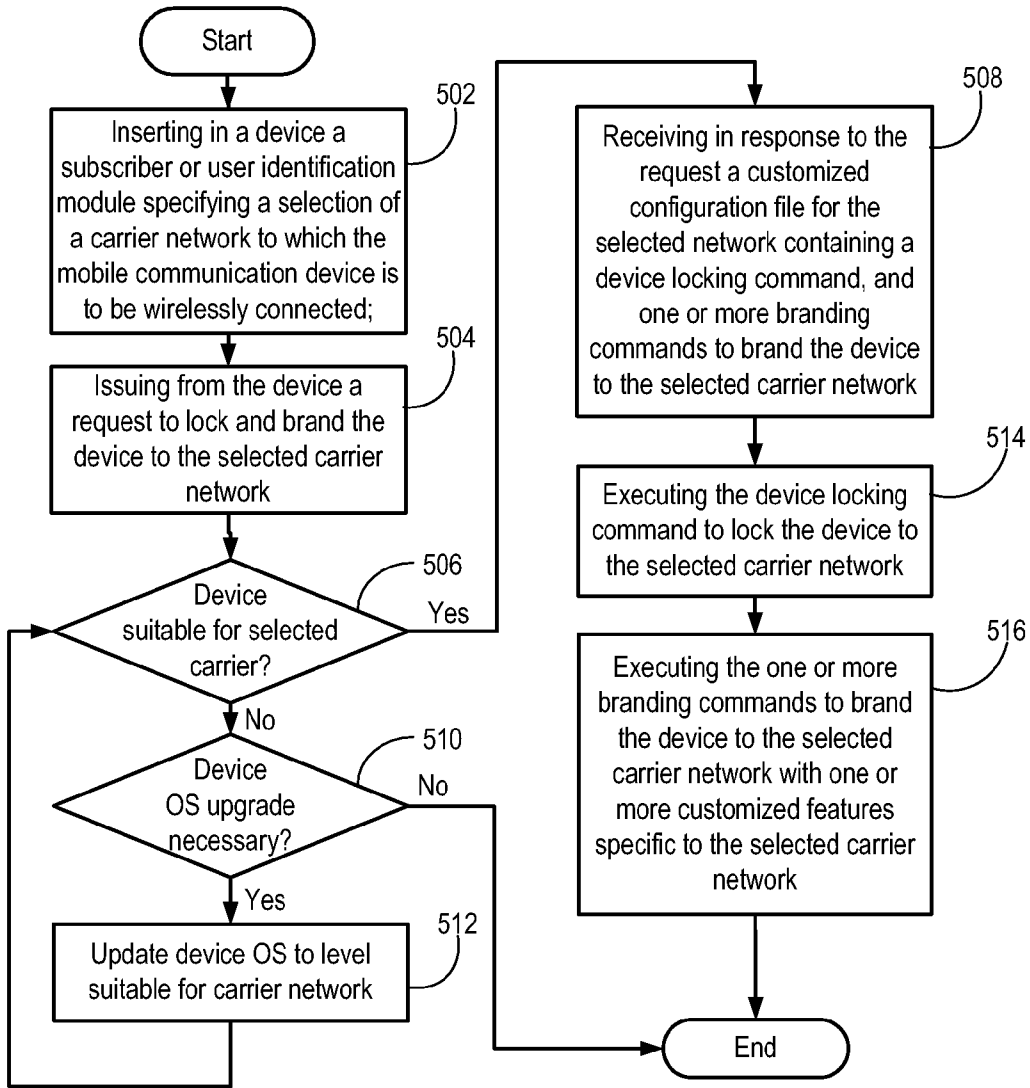 Start
502
Inserting in a device a
subscriber or user identification
module specifying a selection of
a carrier network to which the
mobile communication device is
to be wirelessly connected;
504
Issuing from the device a
request to lock and brand the
device to the selected carrier
network
506
Device
suitable for selected
carrier?
Yes
No
510
Device
OS upgrade
necessary?
No
Yes
512
Update device OS to level
suitable for carrier network
508
Receiving in response to the
request a customized
configuration file for the
selected network containing a
device locking command, and
one or more branding
commands to brand the device
to the selected carrier network
514
Executing the device locking
command to lock the device to
the selected carrier network
516
Executing the one or more
branding commands to brand
the device to the selected
carrier network with one or
more customized features
specific to the selected carrier
network
End